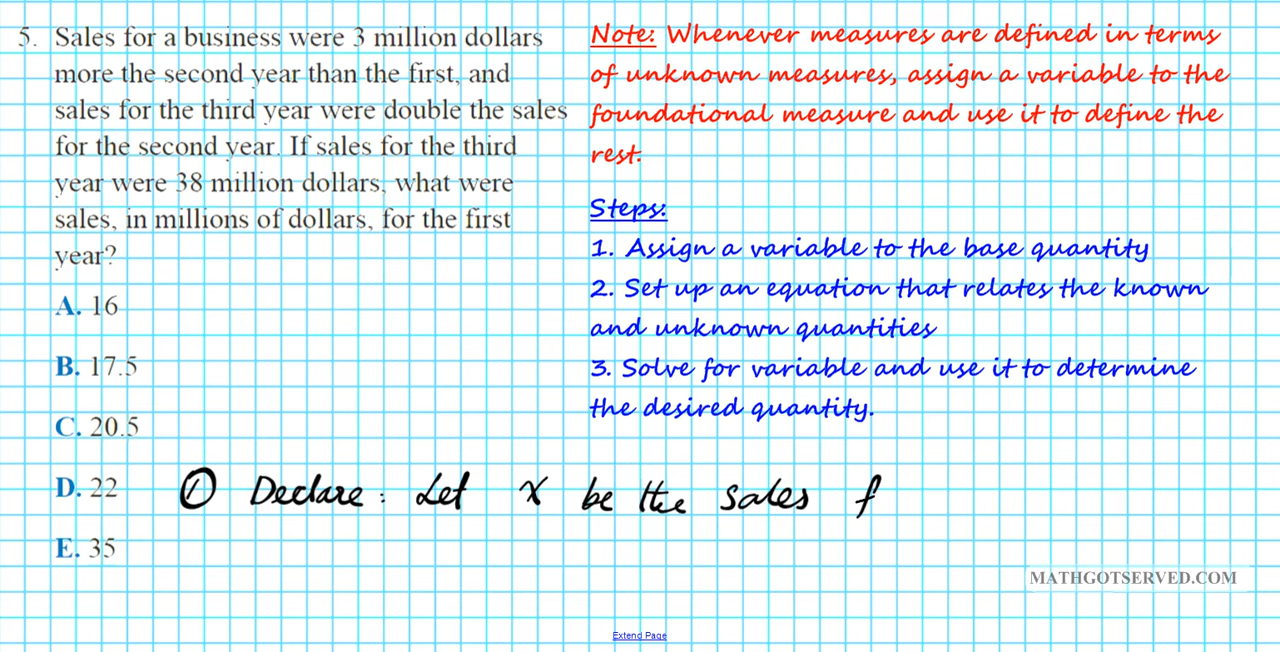 5. Sales for a business were 3 million dollars
more the second year than the first, and
sales for the third year were double the sales
for the second year. If sales for the third
year were 38 million dollars, what were
sales, in millions of dollars, for the first
year?
A. 16
B. 17.5
C. 20.5
D. 22
E. 35
Note: Whenever measures are defined in terms
of unknown measures, assign a variable to the
foundational measure and use it to define the
rest.
Steps:
1. Assign a variable to the base quantity
2. Set up an equation that relates the known
and unknown quantities
3. Solve for variable and use it to determine
the desired quantity.
① Declare: Let x be the sales f
MATHGOTSERVED.COM
Extend Page